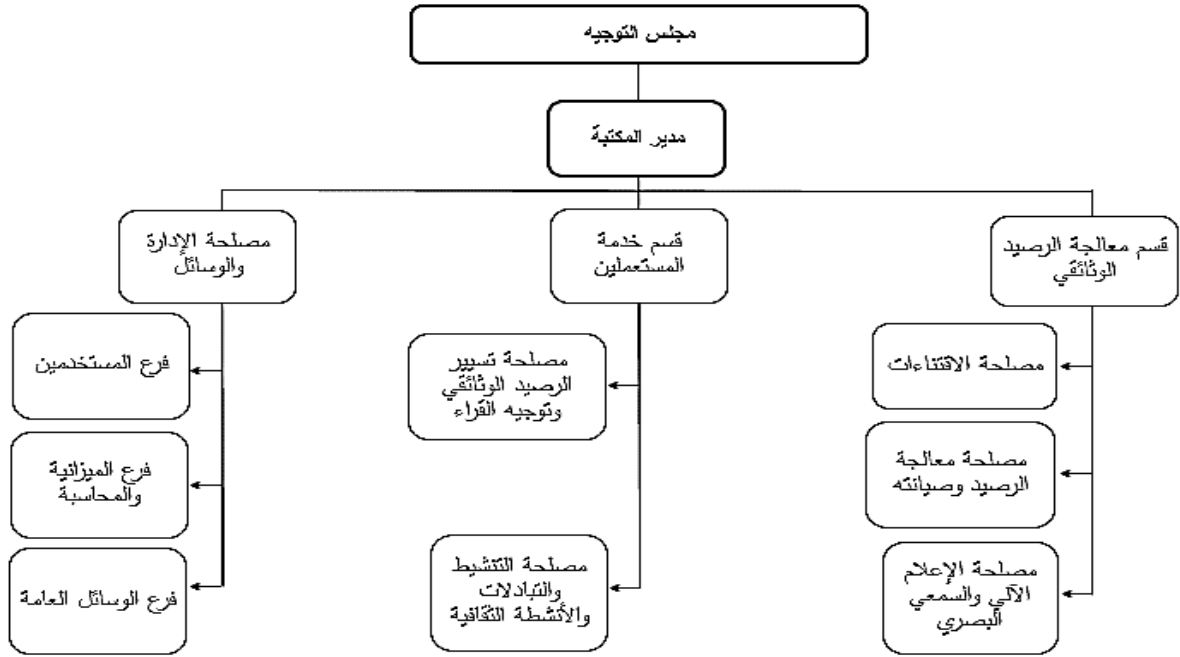 مجلس التوجيه
مدير المكتبة
قسم معالجة الرصيد
الوثائقي
قسم خدمة
المستعملين
مصلحة الإدارة
والوسائل
مصلحة الاقتناءات
مصلحة معالجة
الرصيد وصيانته
مصلحة الإعلام
الآلي والسمعي
البصري
مصلحة تسيير
الرصيد الوثائقي
وتوجيه القراء
مصلحة التنشيط
والتبادلات
والأنشطة الثقافية
فرع المستخدمين
فرع الميزانية
والمحاسبة
فرع الوسائل العامة